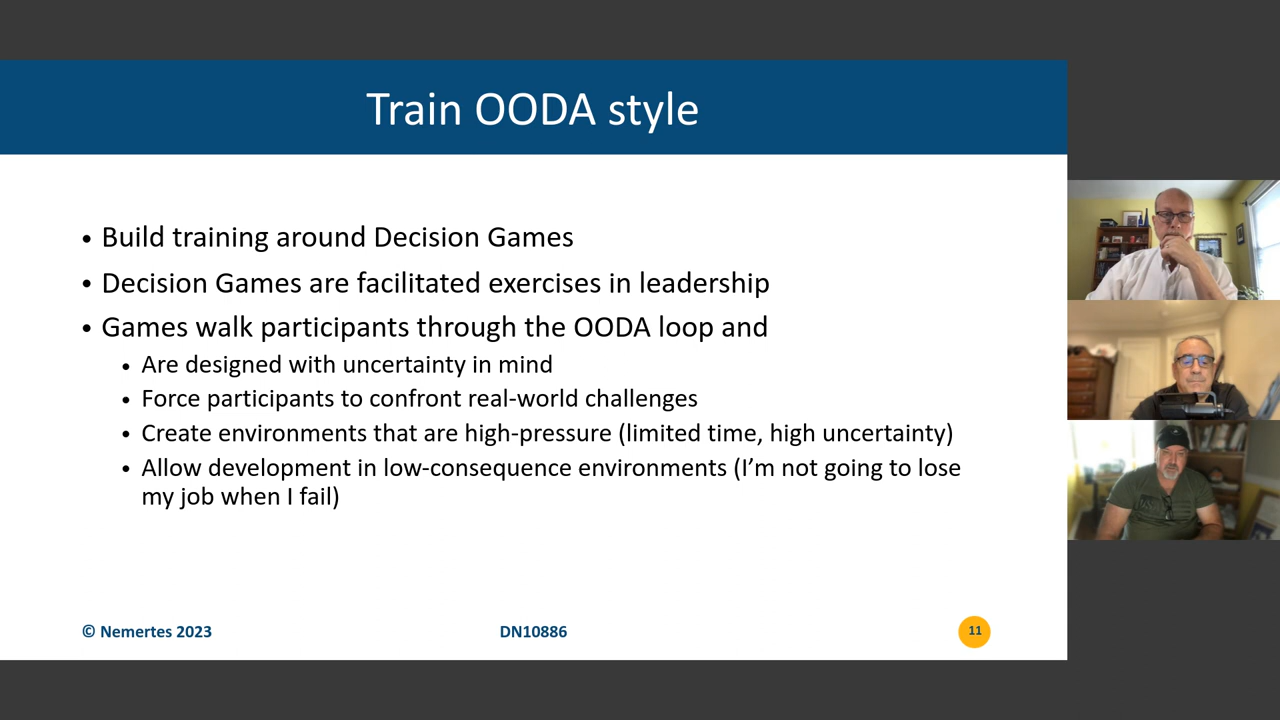 Train OODA style
• Build training around Decision Games
• Decision Games are facilitated exercises in leadership
• Games walk participants through the OODA loop and
• Are designed with uncertainty in mind
• Force participants to confront real-world challenges
• Create environments that are high-pressure (limited time, high uncertainty)
• Allow development in low-consequence environments (I’m not going to lose
my job when I fail)
© Nemertes 2023
DN10886
11